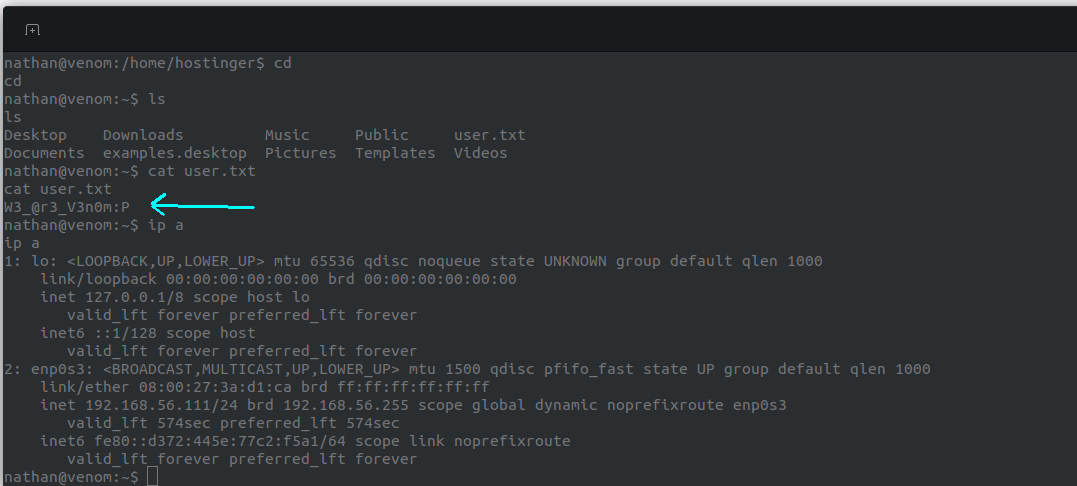 nathan@venom:/home/hostinger$ cd
cd
nathan@venom:~$ ls
ls
Desktop    Downloads         Music     Public     user.txt
Documents  examples.desktop  Pictures  Templates  Videos
nathan@venom:~$ cat user.txt
cat user.txt
W3_@r3_V3n0m:P
nathan@venom:~$ ip a
ip a
1: lo: <LOOPBACK,UP,LOWER_UP> mtu 65536 qdisc noqueue state UNKNOWN group default qlen 1000
    link/loopback 00:00:00:00:00:00 brd 00:00:00:00:00:00
    inet 127.0.0.1/8 scope host lo
       valid_lft forever preferred_lft forever
    inet6 ::1/128 scope host
       valid_lft forever preferred_lft forever
2: enp0s3: <BROADCAST,MULTICAST,UP,LOWER_UP> mtu 1500 qdisc pfifo_fast state UP group default qlen 1000
    link/ether 08:00:27:3a:d1:ca brd ff:ff:ff:ff:ff:ff
    inet 192.168.56.111/24 brd 192.168.56.255 scope global dynamic noprefixroute enp0s3
       valid_lft 574sec preferred_lft 574sec
    inet6 fe80::d372:445e:77c2:f5a1/64 scope link noprefixroute
       valid_lft forever preferred_lft forever
nathan@venom:~$